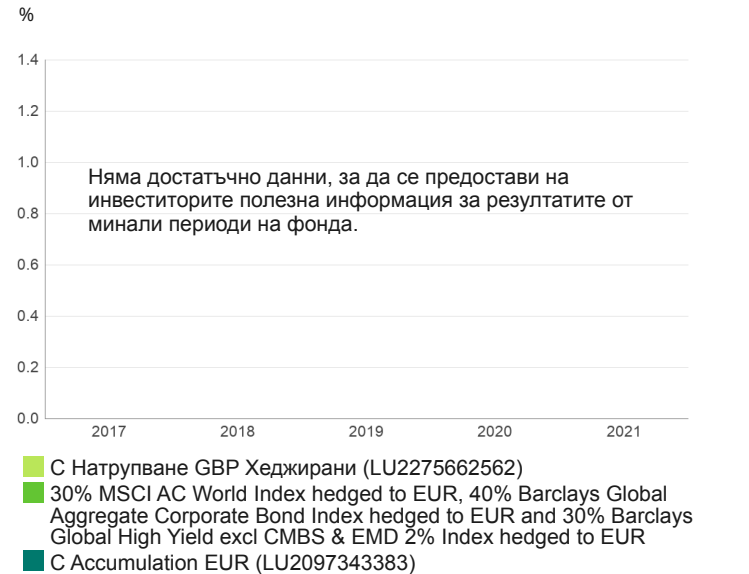 %
1.4
1.2
1.0
Няма достатъчно данни, за да се предостави на
инвеститорите полезна информация за резултатите от
0.8
минали периоди на фонда.
0.6
0.4
0.2
0.0
2017 2018 2019 2020 2021
C Натрупване GBP Хеджирани (LU2275662562)
30% MSCI AC World Index hedged to EUR, 40% Barclays Global
Aggregate Corporate Bond Index hedged to EUR and 30% Barclays
Global High Yield excl CMBS & EMD 2% Index hedged to EUR
C Accumulation EUR (LU2097343383)